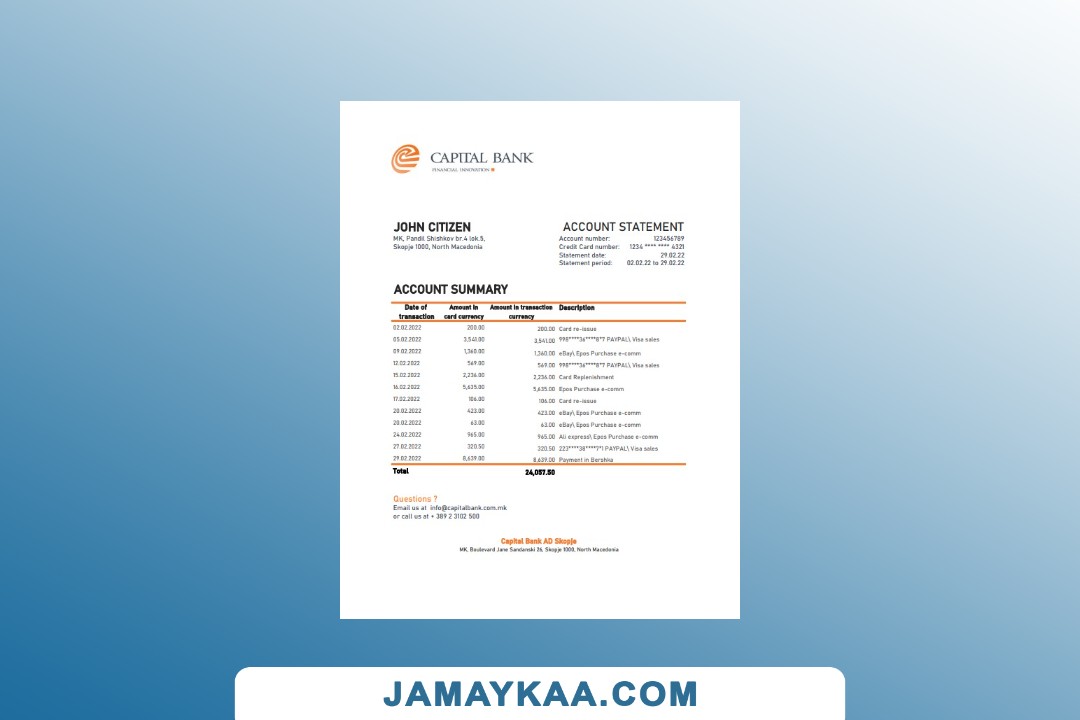 CAPITAL BANK
FINANCIAL INNOVATION
JOHN CITIZEN
MK, Pandil Shishkov br.4 lok.5,
Skopje 1000, North Macedonia
ACCOUNT STATEMENT
Account number: 123456789
Credit Card number: 1234 **** **** 4321
Statement date: 29.02.22
Statement period: 02.02.22 to 29.02.22
ACCOUNT SUMMARY
Date of transaction Amount in card currency Amount in transaction currency Description
02.02.2022 200.00 200.00 Card re-issue
05.02.2022 3,541.00 3,541.00 998****36****8*7 PAYPAL\ Visa sales
09.02.2022 1,360.00 1,360.00 eBay\ Epos Purchase e-comm
12.02.2022 569.00 569.00 998****36****8*7 PAYPAL\ Visa sales
15.02.2022 2,236.00 2,236.00 Card Replenishment
16.02.2022 5,635.00 5,635.00 Epos Purchase e-comm
17.02.2022 106.00 106.00 Card re-issue
20.02.2022 423.00 423.00 eBay\ Epos Purchase e-comm
20.02.2022 63.00 63.00 eBay\ Epos Purchase e-comm
24.02.2022 965.00 965.00 Ali express\ Epos Purchase e-comm
27.02.2022 320.50 320.50 223****38****7*1 PAYPAL\ Visa sales
29.02.2022 8,639.00 8,639.00 Payment in Bershka
Total 24,057.50
Questions ?
Email us at info@capitalbank.com.mk
or call us at + 389 2 3102 500
Capital Bank AD Skopje
MK, Boulevard Jane Sandanski 26, Skopje 1000, North Macedonia
JAMAYKAA.COM